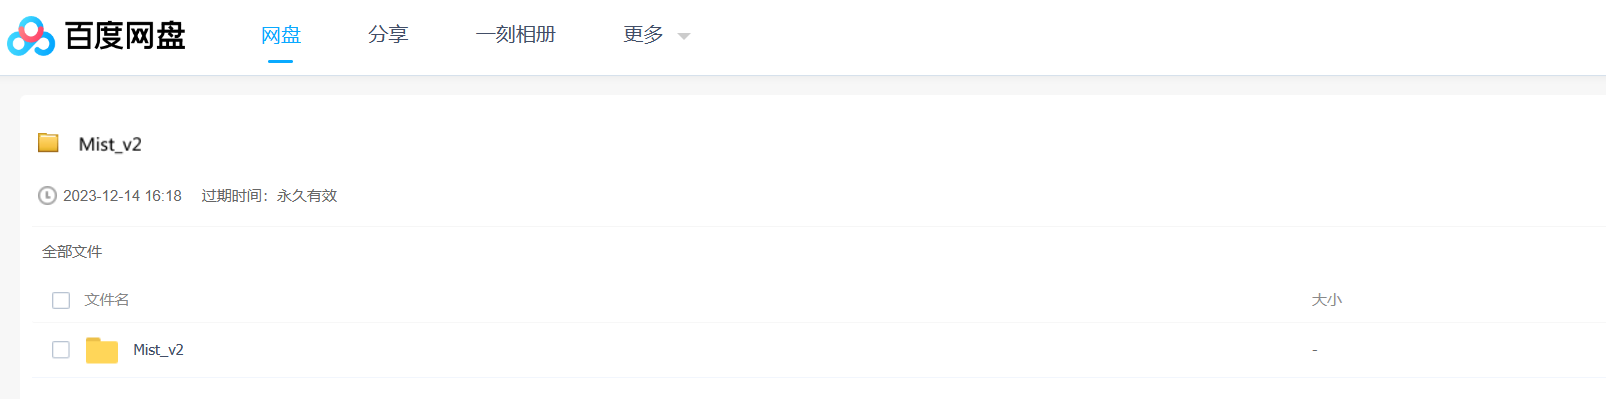 百度网盘 网盘 分享 一刻相册 更多
Mist_v2
2023-12-14 16:18 过期时间：永久有效
全部文件
文件名 大小
Mist_v2 -